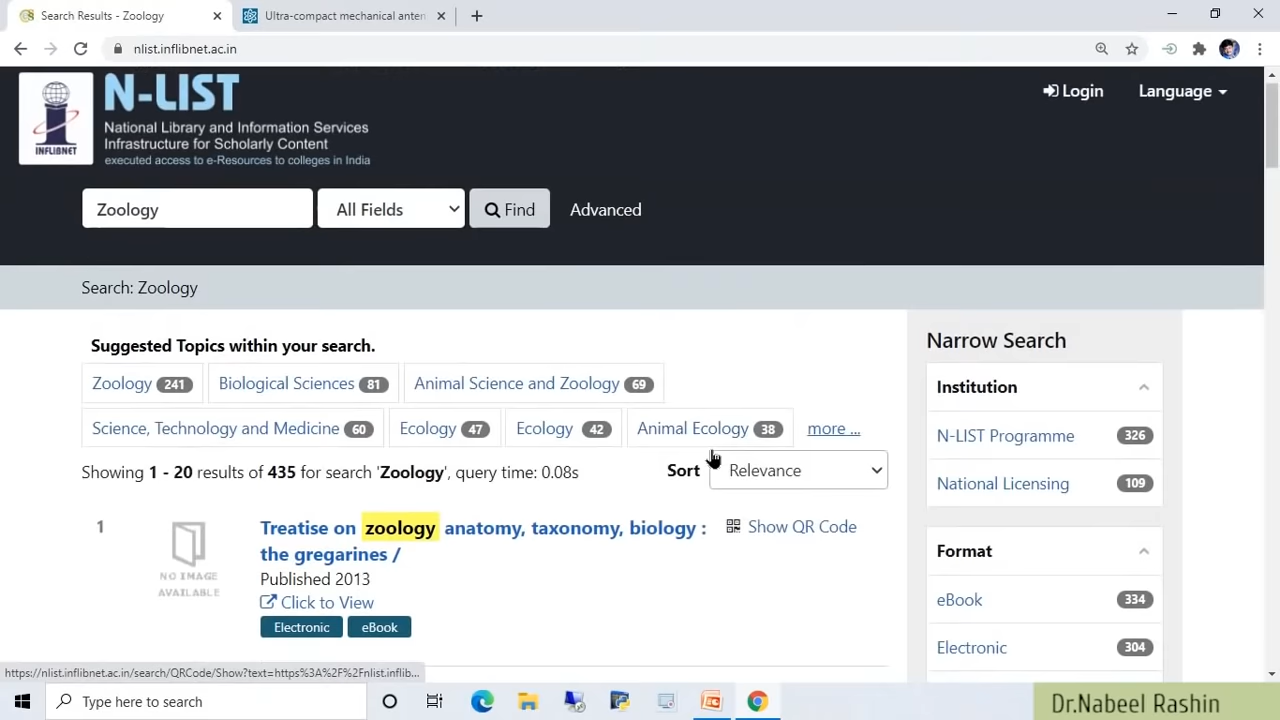 Search Results - Zoology
Ultra-compact mechanical anten
nlist.inflibnet.ac.in
N-LIST
National Library and Information Services
Infrastructure for Scholarly Content
executed access to e-Resources to colleges in India
INFLIBNET
Login
Language
Zoology
All Fields
Find
Advanced
Search: Zoology
Suggested Topics within your search.
Zoology 241
Biological Sciences 81
Animal Science and Zoology 69
Science, Technology and Medicine 60
Ecology 47
Ecology 42
Animal Ecology 38
more ...
Showing 1 - 20 results of 435 for search 'Zoology', query time: 0.08s
Sort
Relevance
1
NO IMAGE
AVAILABLE
Treatise on zoology anatomy, taxonomy, biology :
the gregarines /
Published 2013
Click to View
Electronic
eBook
Show QR Code
Narrow Search
Institution
N-LIST Programme 326
National Licensing 109
Format
eBook 334
Electronic 304
https://nlist.inflibnet.ac.in/search/QRCode/Show?text=https%3A%2F%2Fnlist.inflib...
Type here to search
Dr.Nabeel Rashin